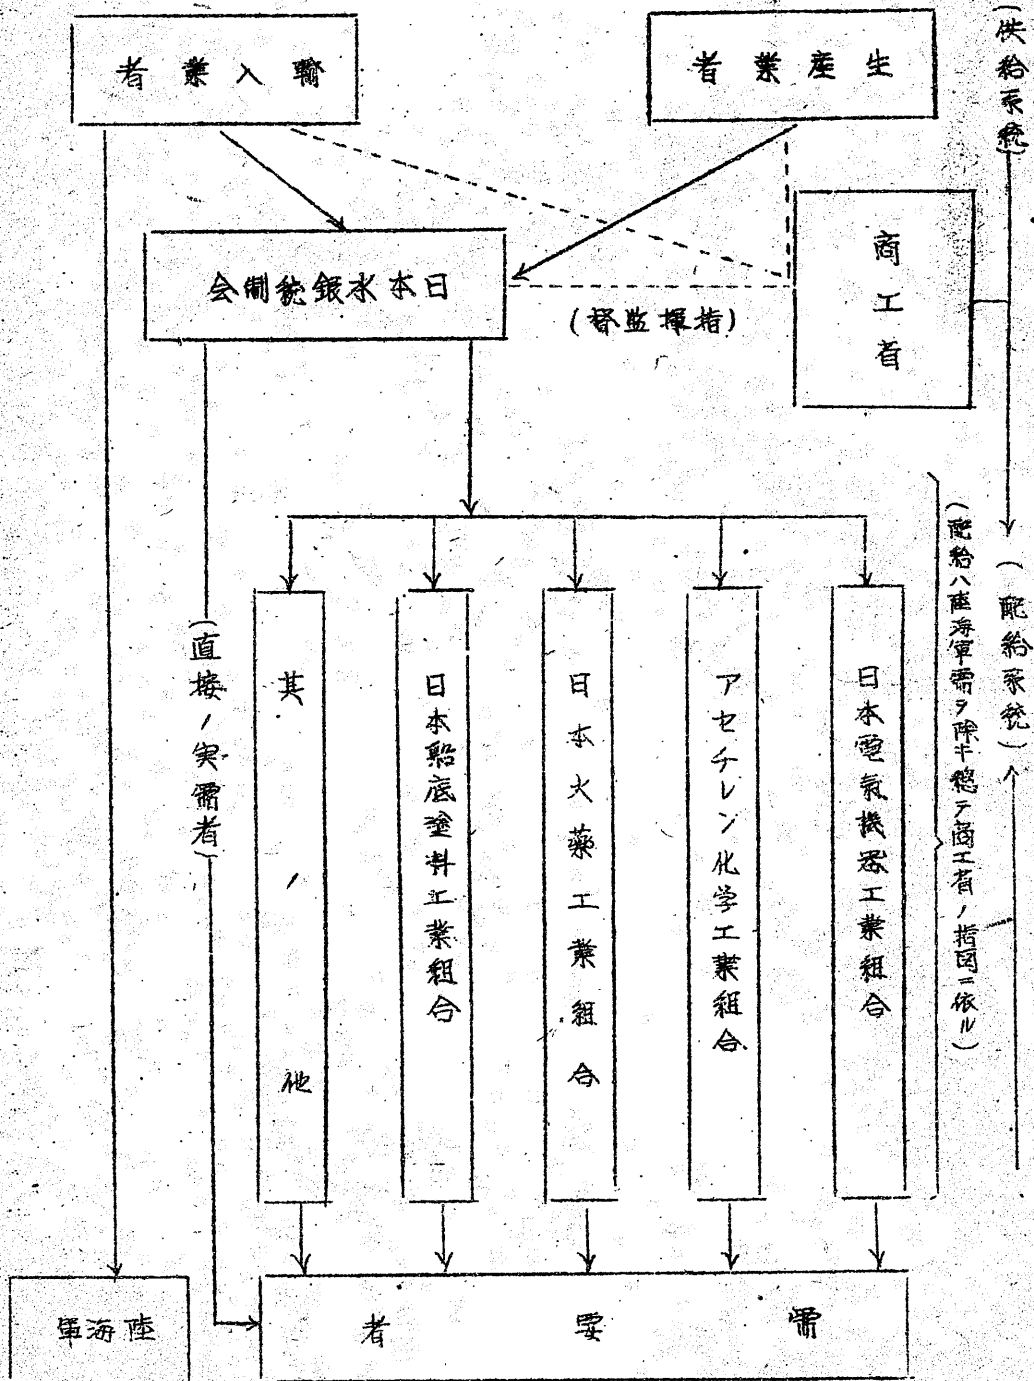 (供給系統)
生産業者
輸入業者
商工省
日本水銀統制会
(指揮監督)
(配給系統)
(配給ハ陸海軍需ヲ除キ総テ商工省ノ指図ニ依ル)
日本電気機器工業組合
アセチレン化学工業組合
日本火薬工業組合
日本船底塗料工業組合
其ノ他
(直接ノ実需者)
需要者
陸海軍